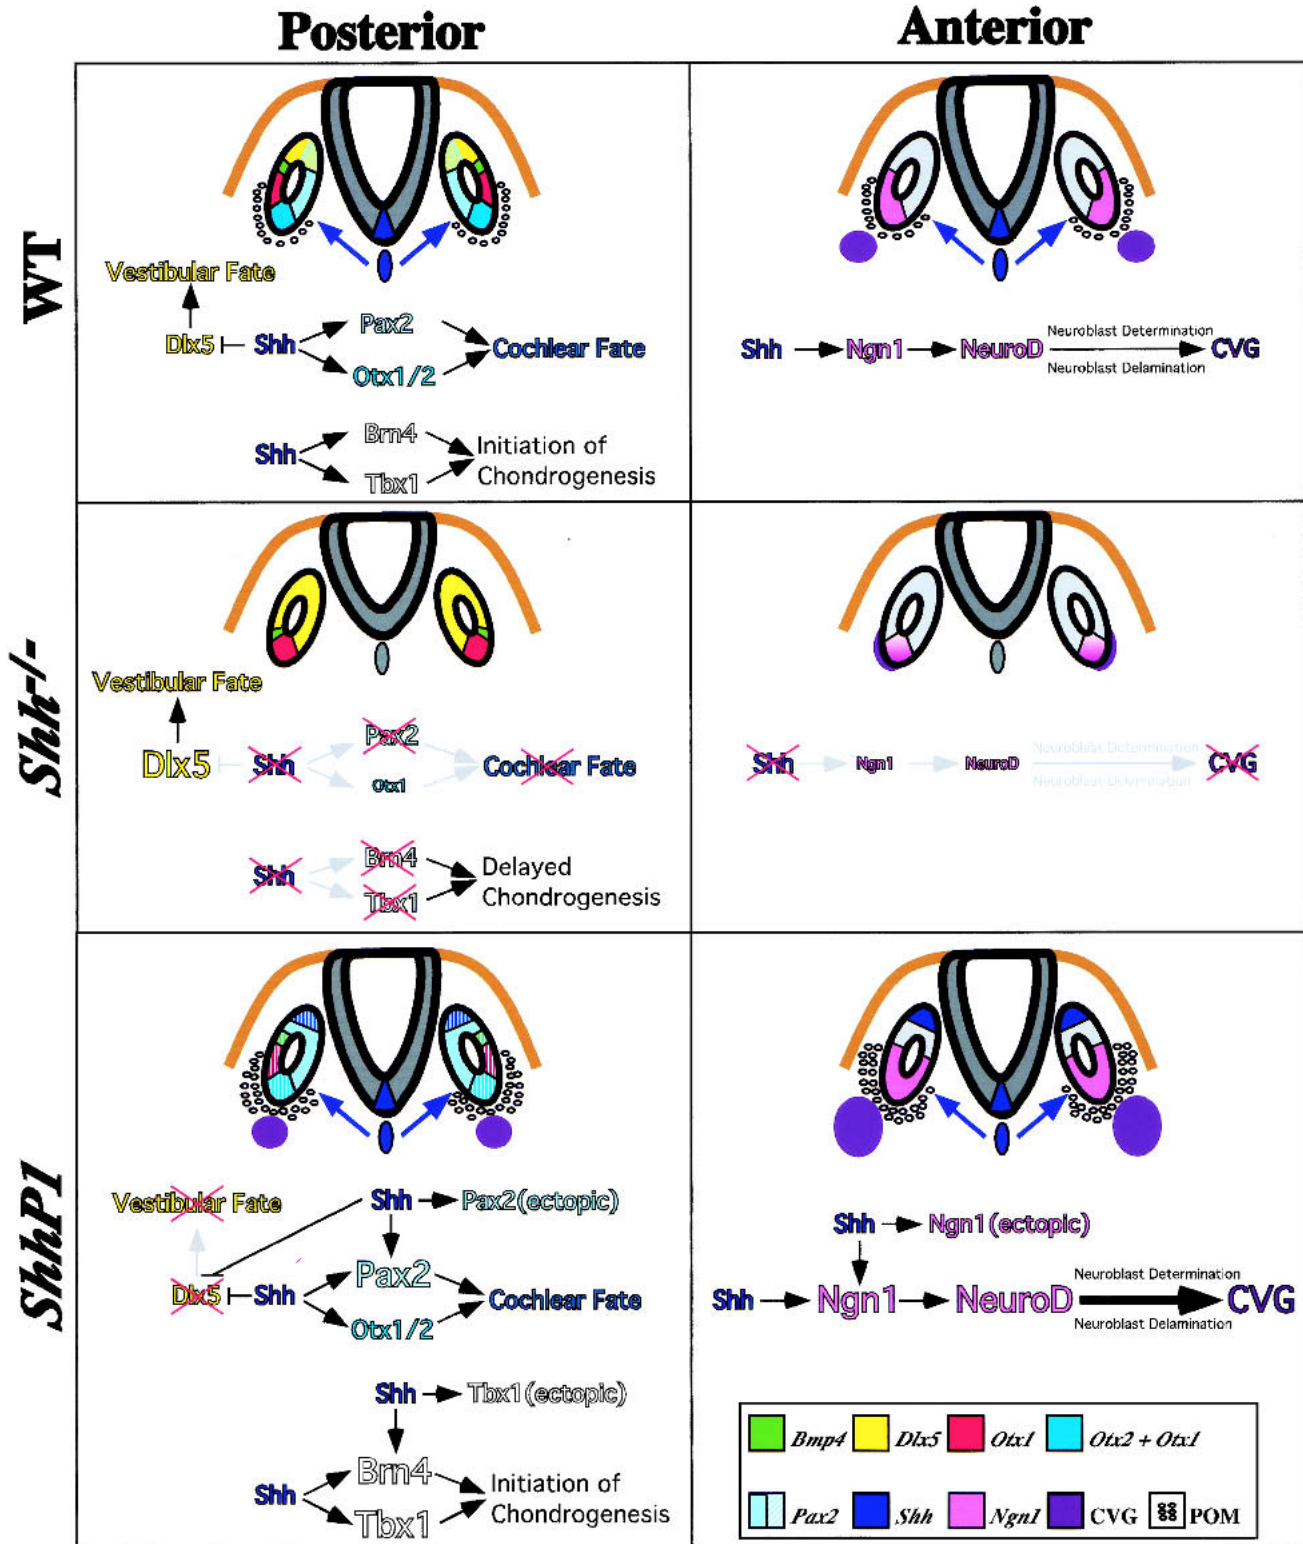 Posterior
Anterior
WT
Vestibular Fate
Dlx5
Shh
Pax2
Otx1/2
Cochlear Fate
Shh
Brn4
Tbx1
Initiation of
Chondrogenesis
Shh
Ngn1
NeuroD
Neuroblast Determination
Neuroblast Delamination
CVG
Shh-/-
Vestibular Fate
Dlx5
Shh
Pax2
Otx1
Cochlear Fate
Shh
Brn4
Tbx1
Delayed
Chondrogenesis
Shh
Ngn1
NeuroD
Neuroblast Determination
Neuroblast Delamination
CVG
ShhP1
Vestibular Fate
Shh
Pax2(ectopic)
Dlx5
Shh
Pax2
Otx1/2
Cochlear Fate
Shh
Tbx1(ectopic)
Shh
Brn4
Tbx1
Initiation of
Chondrogenesis
Shh
Ngn1(ectopic)
Shh
Ngn1
NeuroD
Neuroblast Determination
Neuroblast Delamination
CVG
Bmp4
Dlx5
Otx1
Otx2 + Otx1
Pax2
Shh
Ngn1
CVG
POM